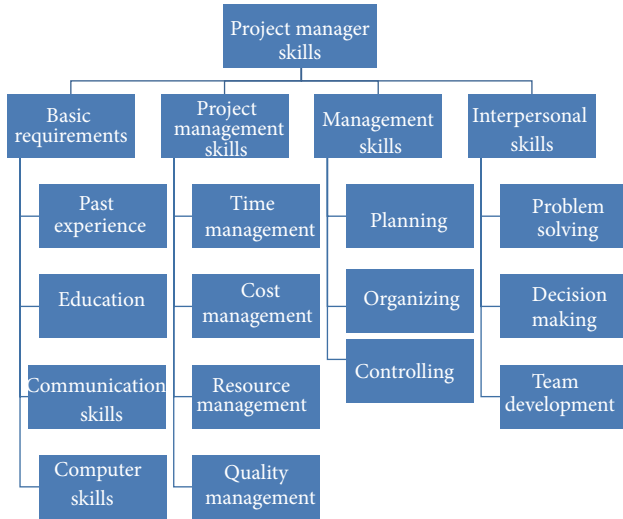 Project manager
skills
Basic
requirements
Project
management
skills
Management
skills
Interpersonal
skills
Past
experience
Education
Communication
skills
Computer
skills
Time
management
Cost
management
Resource
management
Quality
management
Planning
Organizing
Controlling
Problem
solving
Decision
making
Team
development